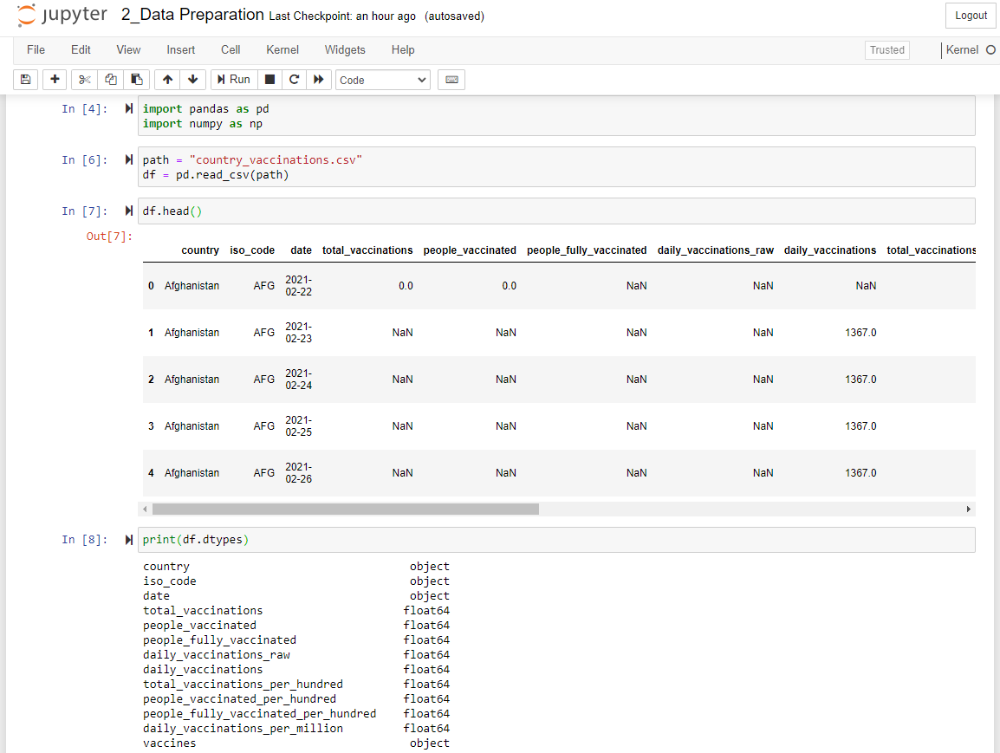 jupyter 2_Data Preparation Last Checkpoint: an hour ago (autosaved) Logout
File Edit View Insert Cell Kernel Widgets Help Trusted Kernel
Run Code
In [4]: import pandas as pd
import numpy as np
In [6]: path = "country_vaccinations.csv"
df = pd.read_csv(path)
In [7]: df.head()
Out[7]:
country iso_code date total_vaccinations people_vaccinated people_fully_vaccinated daily_vaccinations_raw daily_vaccinations total_vaccinations
0 Afghanistan AFG 2021-
02-22 0.0 0.0 NaN NaN NaN
1 Afghanistan AFG 2021-
02-23 NaN NaN NaN NaN 1367.0
2 Afghanistan AFG 2021-
02-24 NaN NaN NaN NaN 1367.0
3 Afghanistan AFG 2021-
02-25 NaN NaN NaN NaN 1367.0
4 Afghanistan AFG 2021-
02-26 NaN NaN NaN NaN 1367.0
In [8]: print(df.dtypes)
country object
iso_code object
date object
total_vaccinations float64
people_vaccinated float64
people_fully_vaccinated float64
daily_vaccinations_raw float64
daily_vaccinations float64
total_vaccinations_per_hundred float64
people_vaccinated_per_hundred float64
people_fully_vaccinated_per_hundred float64
daily_vaccinations_per_million float64
vaccines object